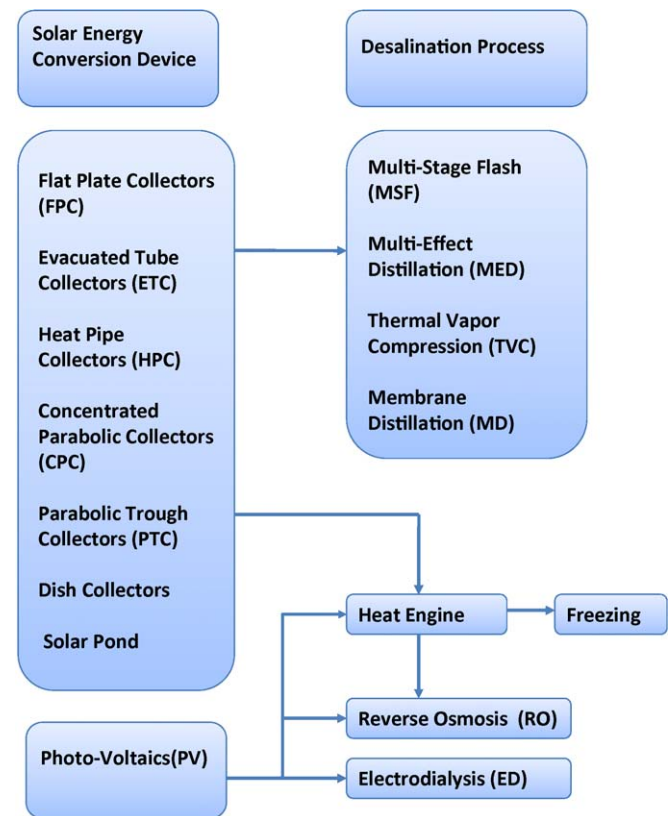 Solar Energy
Conversion Device
Desalination Process
Flat Plate Collectors
(FPC)
Evacuated Tube
Collectors (ETC)
Heat Pipe
Collectors (HPC)
Concentrated
Parabolic Collectors
(CPC)
Parabolic Trough
Collectors (PTC)
Dish Collectors
Solar Pond
Multi-Stage Flash
(MSF)
Multi-Effect
Distillation (MED)
Thermal Vapor
Compression (TVC)
Membrane
Distillation (MD)
Heat Engine
Freezing
Photo-Voltaics(PV)
Reverse Osmosis (RO)
Electrodialysis (ED)